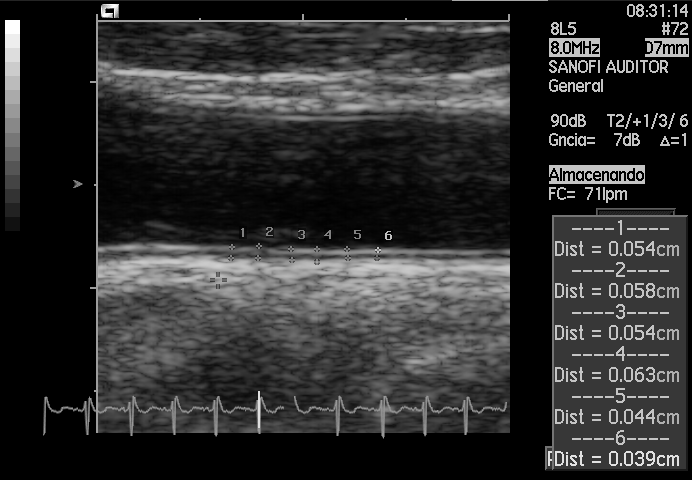 08:31:14
8L5 #72
8.0MHz 07mm
SANOFI AUDITOR
General
90dB T2/+1/3/ 6
Gncia= 7dB Δ=1
Almacenando
FC= 71lpm
1 2 3 4 5 6
----1----
Dist = 0.054cm
----2----
Dist = 0.058cm
----3----
Dist = 0.054cm
----4----
Dist = 0.063cm
----5----
Dist = 0.044cm
----6----
Dist = 0.039cm